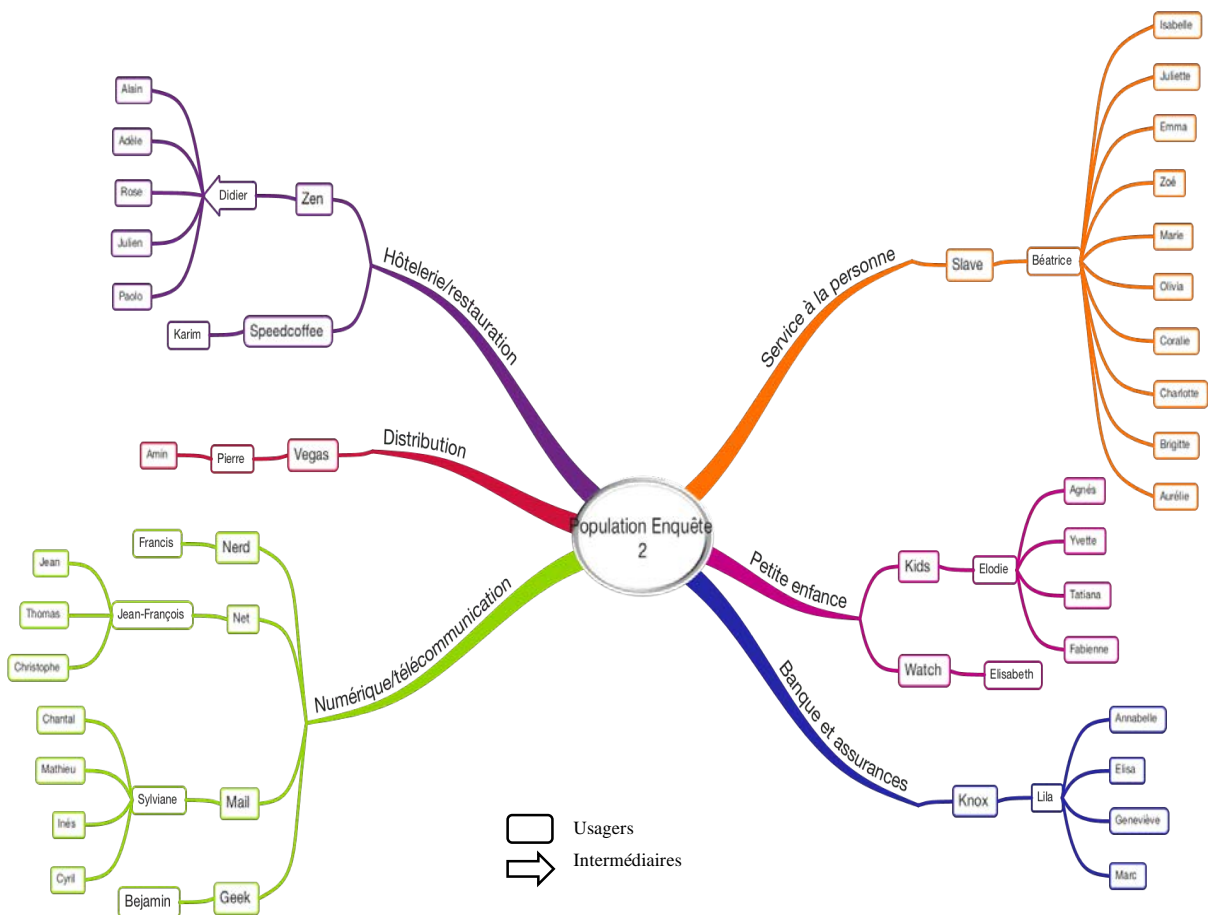 Population Enquête
2
Hôtelerie/restauration
Zen
Didier
Alain
Adèle
Rose
Julien
Paolo
Speedcoffee
Karim
Distribution
Vegas
Pierre
Amin
Numérique/télécommunication
Nerd
Francis
Net
Jean-François
Jean
Thomas
Christophe
Mail
Sylviane
Chantal
Mathieu
Inès
Cyril
Geek
Bejamin
Service à la personne
Slave
Béatrice
Isabelle
Juliette
Emma
Zoé
Marie
Olivia
Coralie
Charlotte
Brigitte
Aurélie
Petite enfance
Kids
Elodie
Agnés
Yvette
Tatiana
Fabienne
Watch
Elisabeth
Banque et assurances
Knox
Lila
Annabelle
Elisa
Geneviève
Marc
Usagers
Intermédiaires